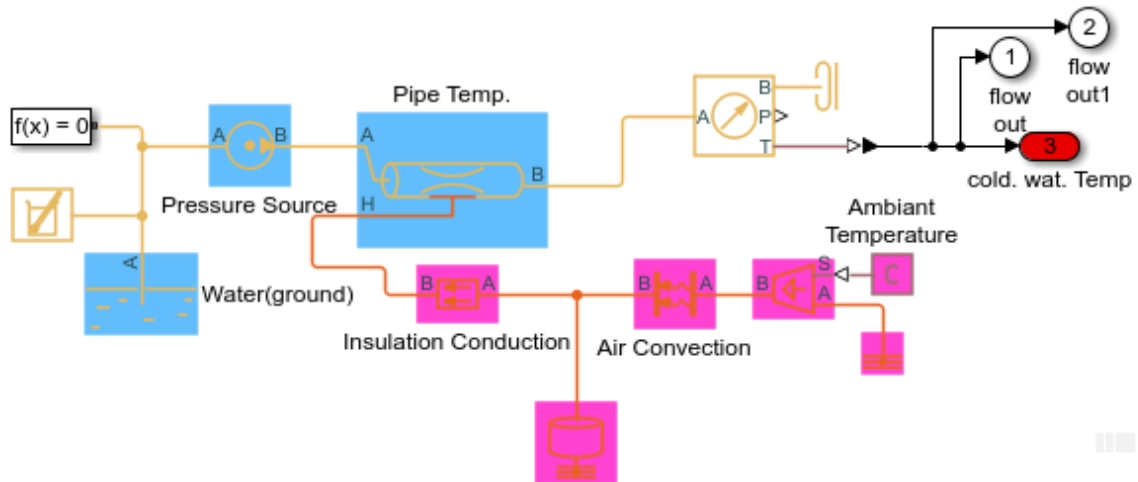 2
flow
out1
1
flow
out
3
cold. wat. Temp
Pipe Temp.
f(x) = 0
A
B
Pressure Source
A
H
B
A
B
P
T
A
Water(ground)
B
A
Insulation Conduction
B
A
Air Convection
Ambiant
Temperature
B
S
A
C